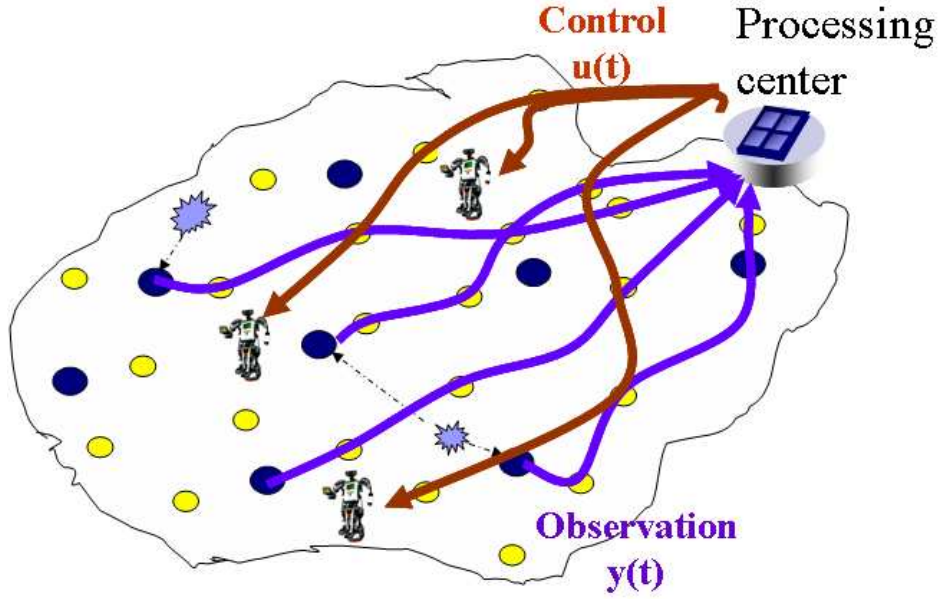 Control
u(t)
Processing
center
Observation
y(t)